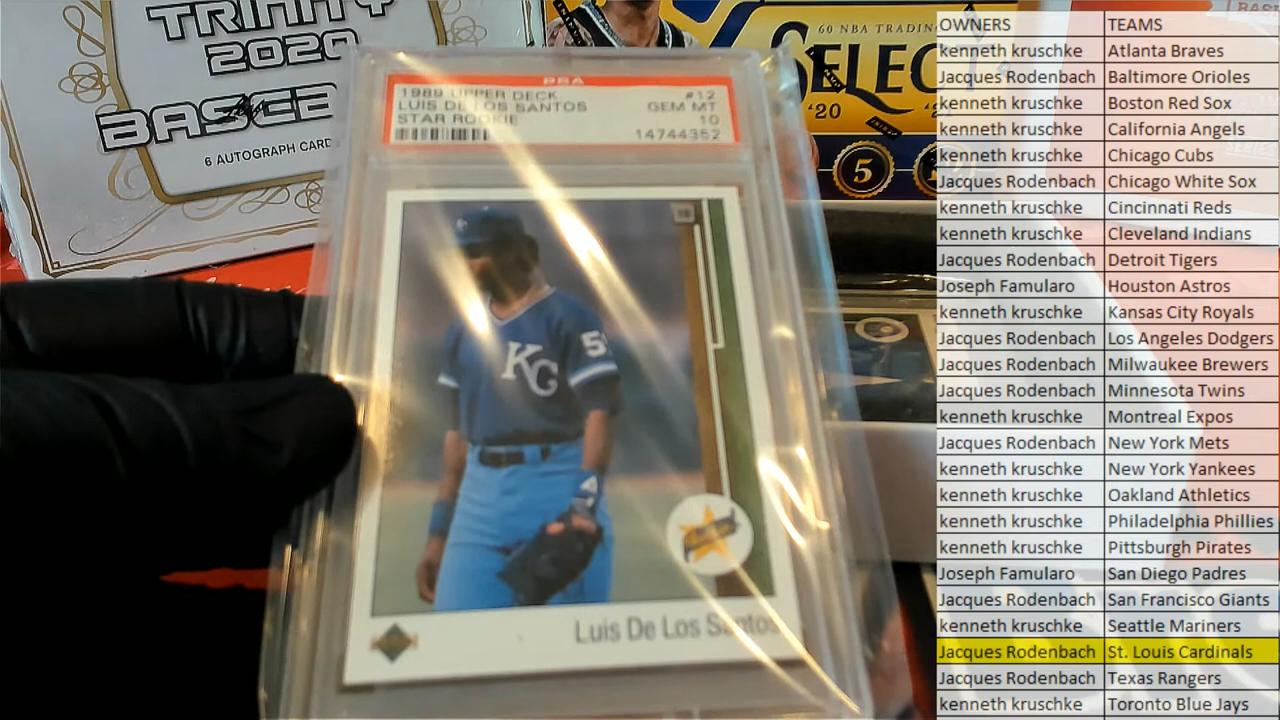 TRINITY
2020
BASEB
6 AUTOGRAPH CARD
60 NBA TRADIN
SELEC
'20
5
PSA
1989 UPPER DECK #12
LUIS DE LOS SANTOS GEM MT
STAR ROOKIE 10
14744352
KC
5
1B
Luis De Los Santos
OWNERS TEAMS
kenneth kruschke Atlanta Braves
Jacques Rodenbach Baltimore Orioles
kenneth kruschke Boston Red Sox
kenneth kruschke California Angels
kenneth kruschke Chicago Cubs
Jacques Rodenbach Chicago White Sox
kenneth kruschke Cincinnati Reds
kenneth kruschke Cleveland Indians
Jacques Rodenbach Detroit Tigers
Joseph Famularo Houston Astros
kenneth kruschke Kansas City Royals
Jacques Rodenbach Los Angeles Dodgers
Jacques Rodenbach Milwaukee Brewers
Jacques Rodenbach Minnesota Twins
kenneth kruschke Montreal Expos
Jacques Rodenbach New York Mets
kenneth kruschke New York Yankees
kenneth kruschke Oakland Athletics
kenneth kruschke Philadelphia Phillies
kenneth kruschke Pittsburgh Pirates
Joseph Famularo San Diego Padres
Jacques Rodenbach San Francisco Giants
kenneth kruschke Seattle Mariners
Jacques Rodenbach St. Louis Cardinals
Jacques Rodenbach Texas Rangers
kenneth kruschke Toronto Blue Jays